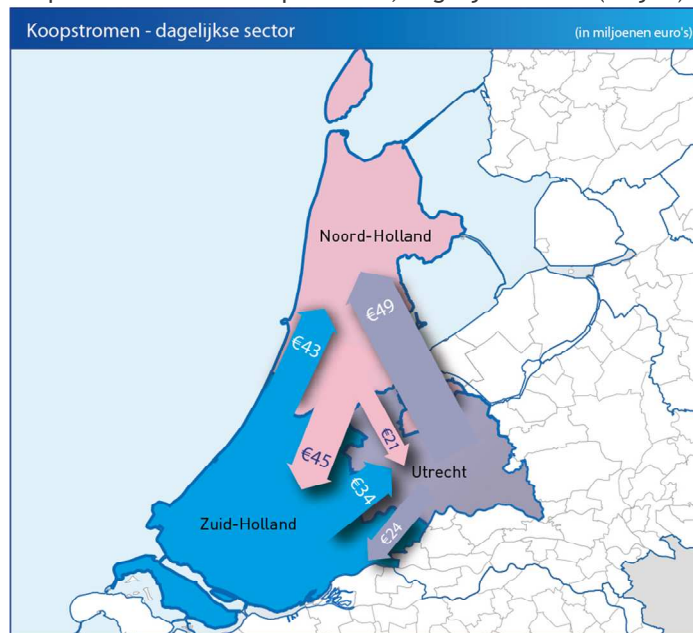 Koopstromen - dagelijkse sector
(in miljoenen euro's)
Noord-Holland
€49
€43
€21
€45
Utrecht
€34
Zuid-Holland
€24